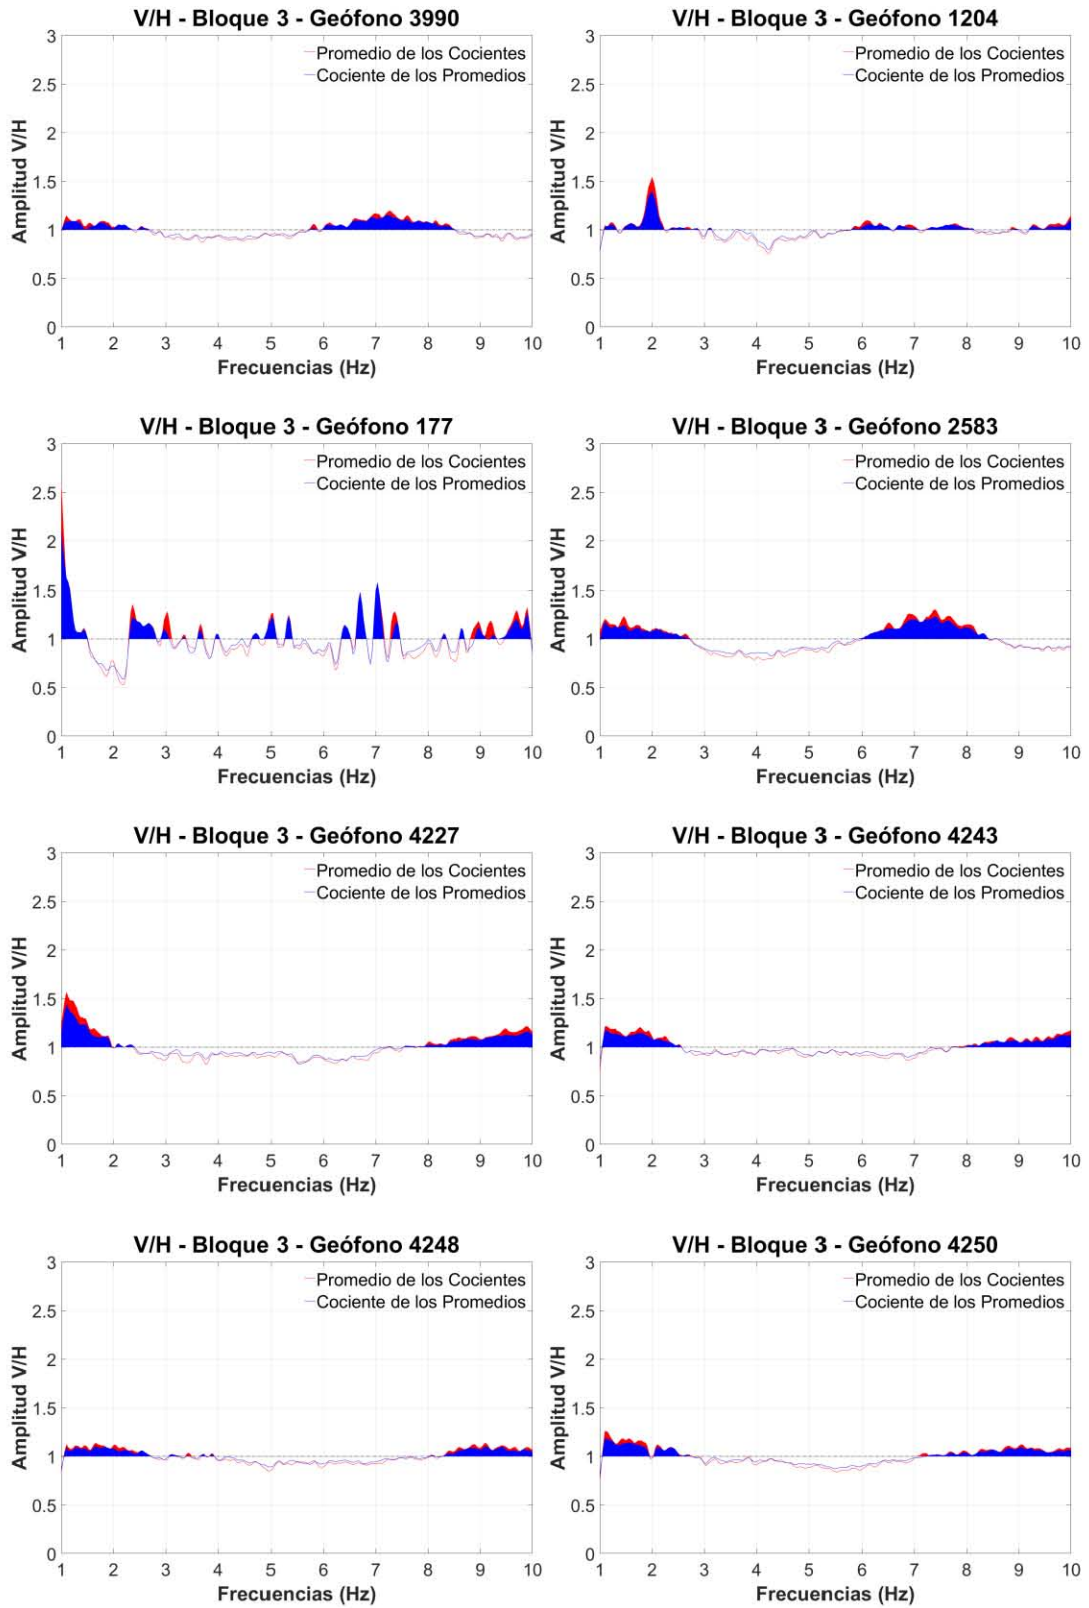 V/H - Bloque 3 - Geófono 3990
3
2.5
2
1.5
1
0.5
0
Amplitud V/H
Promedio de los Cocientes
Cociente de los Promedios
1 2 3 4 5 6 7 8 9 10
Frecuencias (Hz)
V/H - Bloque 3 - Geófono 1204
3
2.5
2
1.5
1
0.5
0
Amplitud V/H
Promedio de los Cocientes
Cociente de los Promedios
1 2 3 4 5 6 7 8 9 10
Frecuencias (Hz)
V/H - Bloque 3 - Geófono 177
3
2.5
2
1.5
1
0.5
0
Amplitud V/H
Promedio de los Cocientes
Cociente de los Promedios
1 2 3 4 5 6 7 8 9 10
Frecuencias (Hz)
V/H - Bloque 3 - Geófono 2583
3
2.5
2
1.5
1
0.5
0
Amplitud V/H
Promedio de los Cocientes
Cociente de los Promedios
1 2 3 4 5 6 7 8 9 10
Frecuencias (Hz)
V/H - Bloque 3 - Geófono 4227
3
2.5
2
1.5
1
0.5
0
Amplitud V/H
Promedio de los Cocientes
Cociente de los Promedios
1 2 3 4 5 6 7 8 9 10
Frecuencias (Hz)
V/H - Bloque 3 - Geófono 4243
3
2.5
2
1.5
1
0.5
0
Amplitud V/H
Promedio de los Cocientes
Cociente de los Promedios
1 2 3 4 5 6 7 8 9 10
Frecuencias (Hz)
V/H - Bloque 3 - Geófono 4248
3
2.5
2
1.5
1
0.5
0
Amplitud V/H
Promedio de los Cocientes
Cociente de los Promedios
1 2 3 4 5 6 7 8 9 10
Frecuencias (Hz)
V/H - Bloque 3 - Geófono 4250
3
2.5
2
1.5
1
0.5
0
Amplitud V/H
Promedio de los Cocientes
Cociente de los Promedios
1 2 3 4 5 6 7 8 9 10
Frecuencias (Hz)